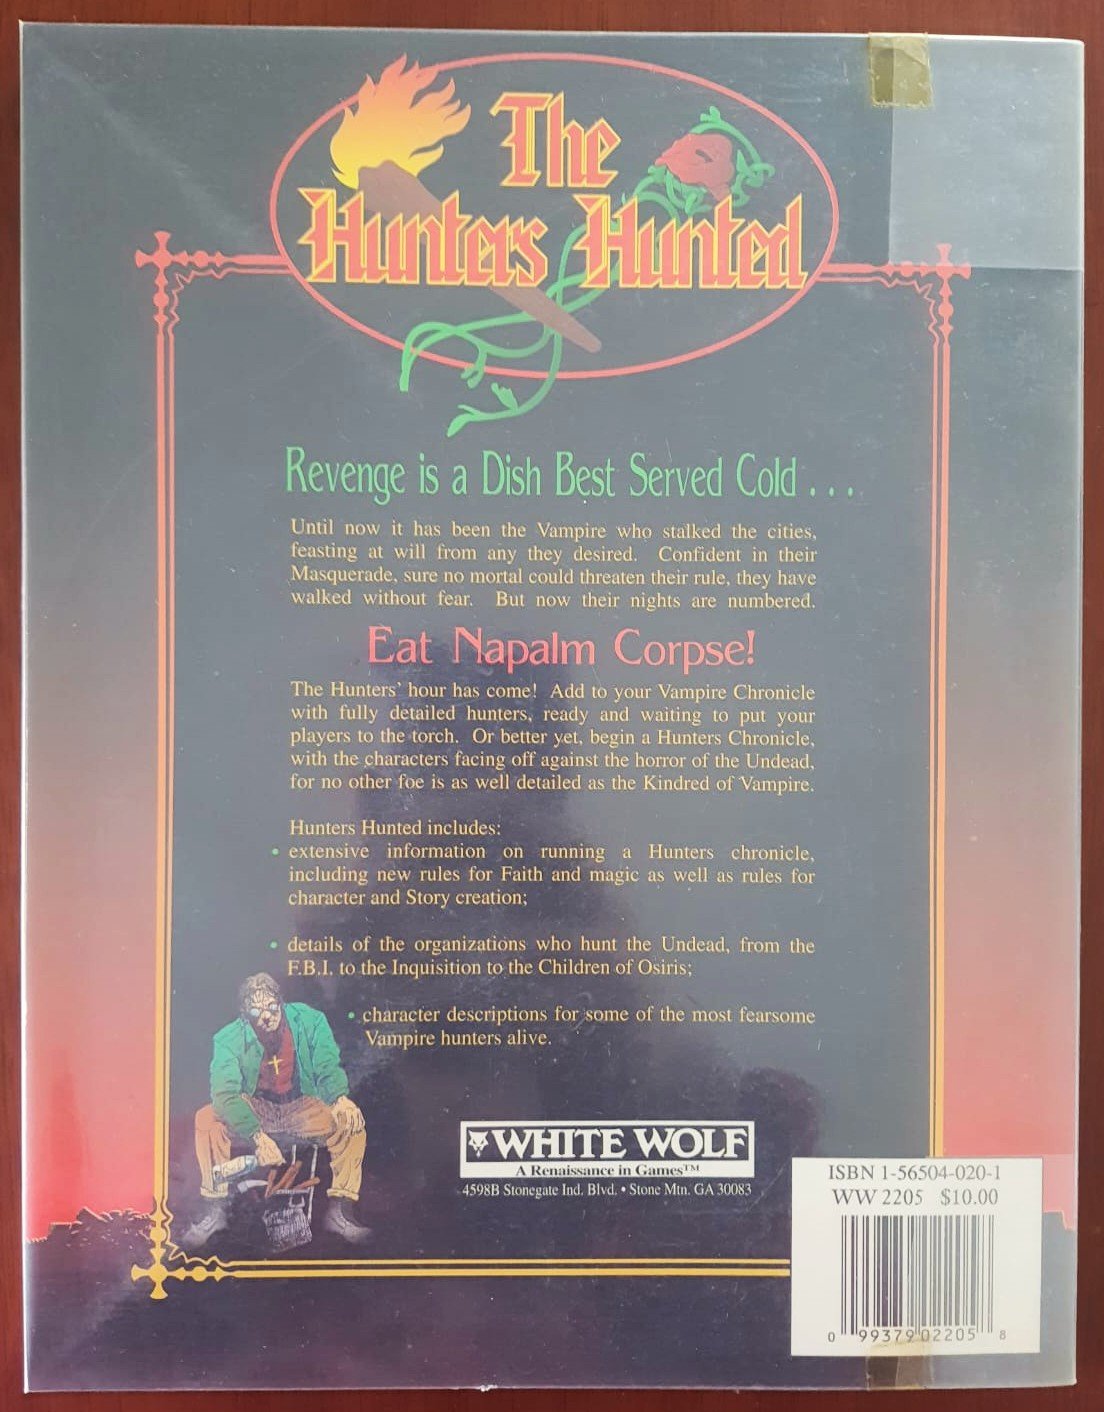 The
Hunters Hunted
Revenge is a Dish Best Served Cold . . .
Until now it has been the Vampire who stalked the cities,
feasting at will from any they desired. Confident in their
Masquerade, sure no mortal could threaten their rule, they have
walked without fear. But now their nights are numbered.
Eat Napalm Corpse!
The Hunters' hour has come! Add to your Vampire Chronicle
with fully detailed hunters, ready and waiting to put your
players to the torch. Or better yet, begin a Hunters Chronicle,
with the characters facing off against the horror of the Undead,
for no other foe is as well detailed as the Kindred of Vampire.
Hunters Hunted includes:
• extensive information on running a Hunters chronicle,
including new rules for Faith and magic as well as rules for
character and Story creation;
• details of the organizations who hunt the Undead, from the
F.B.I. to the Inquisition to the Children of Osiris;
• character descriptions for some of the most fearsome
Vampire hunters alive.
WHITE WOLF
A Renaissance in Games™
4598B Stonegate Ind. Blvd. • Stone Mtn. GA 30083
ISBN 1-56504-020-1
WW 2205 $10.00
0 99379 02205 8